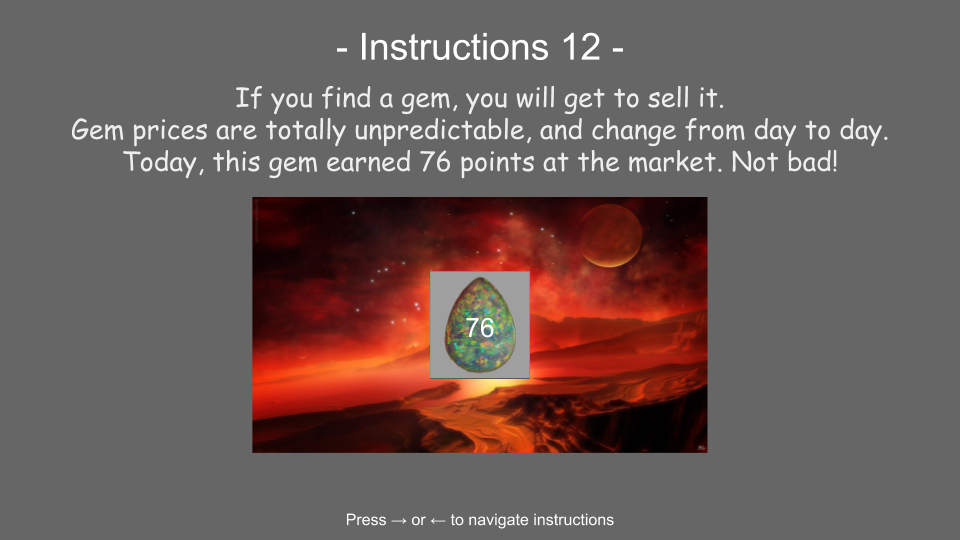 - Instructions 12 -
If you find a gem, you will get to sell it.
Gem prices are totally unpredictable, and change from day to day.
Today, this gem earned 76 points at the market. Not bad!
76
Press → or ← to navigate instructions